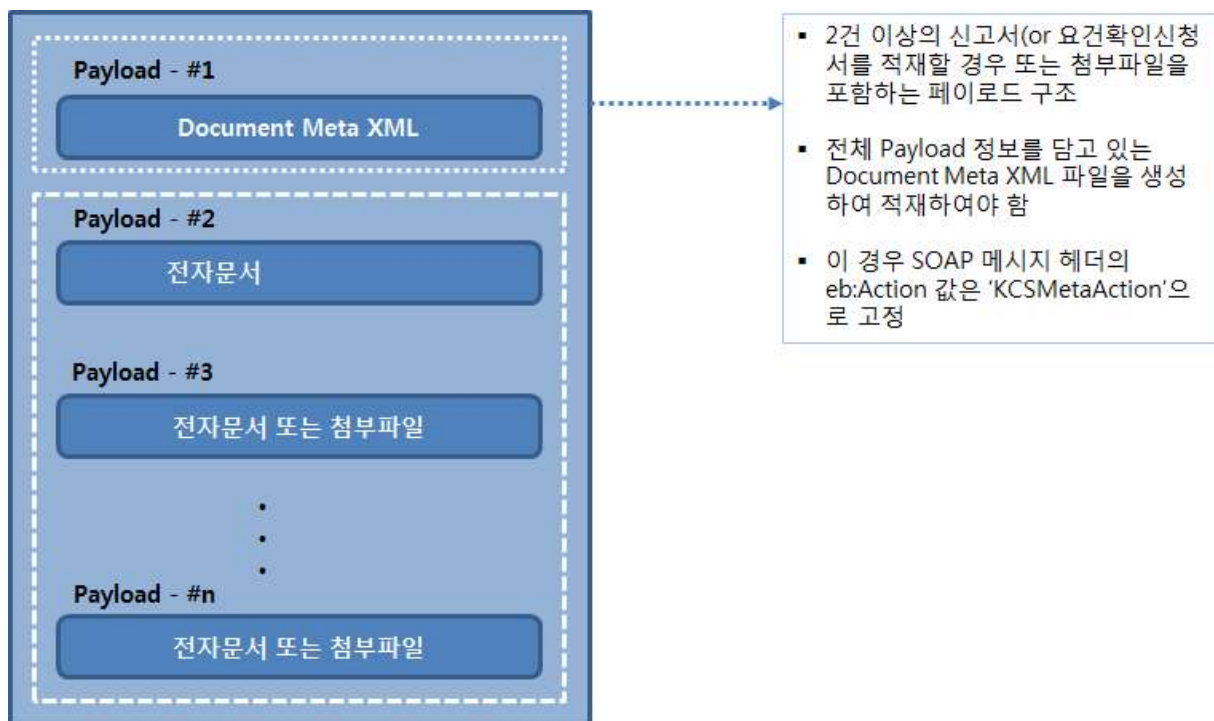 Payload - #1
Document Meta XML
Payload - #2
전자문서
Payload - #3
전자문서 또는 첨부파일
Payload - #n
전자문서 또는 첨부파일
▪ 2건 이상의 신고서(or 요건확인신청
서를 적재할 경우 또는 첨부파일을
포함하는 페이로드 구조
▪ 전체 Payload 정보를 담고 있는
Document Meta XML 파일을 생성
하여 적재하여야 함
▪ 이 경우 SOAP 메시지 헤더의
eb:Action 값은 ‘KCSMetaAction’으
로 고정